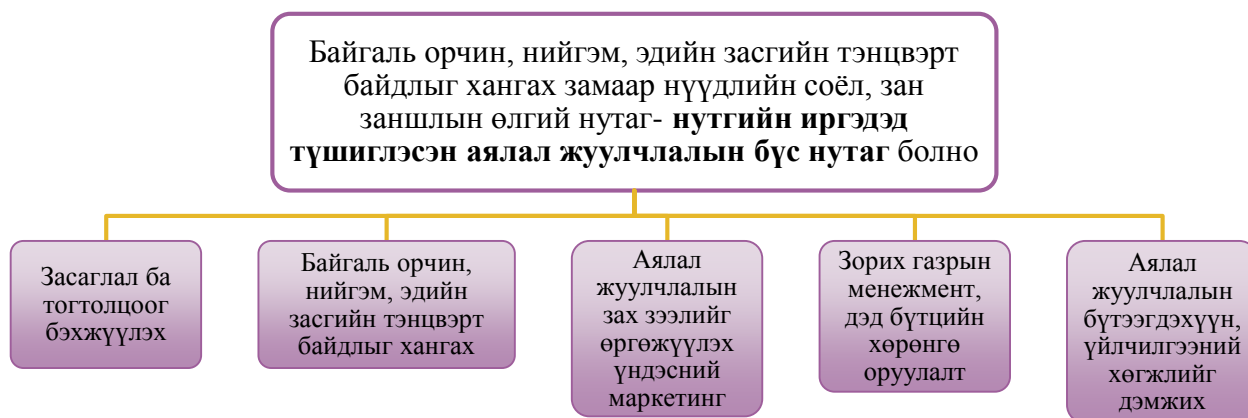 Байгаль орчин, нийгэм, эдийн засгийн тэнцвэрт
байдлыг хангах замаар нүүдлийн соёл, зан
заншлын өлгий нутаг- нутгийн иргэдэд
түшиглэсэн аялал жуулчлалын бүс нутаг болно
Засаглал ба
тогтолцоог
бэхжүүлэх
Байгаль орчин,
нийгэм, эдийн
засгийн тэнцвэрт
байдлыг хангах
Аялал
жуулчлалын
зах зээлийг
өргөжүүлэх
үндэсний
маркетинг
Зорих газрын
менежмент,
дэд бүтцийн
хөрөнгө
оруулалт
Аялал
жуулчлалын
бүтээгдэхүүн,
үйлчилгээний
хөгжлийг
дэмжих